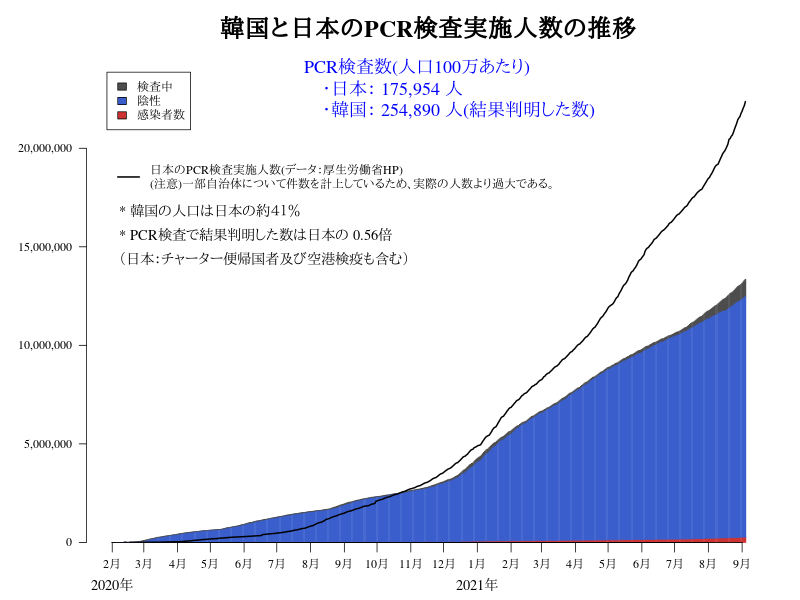 韓国と日本のPCR検査実施人数の推移
PCR検査数(人口100万あたり)
・日本： 175,954 人
・韓国： 254,890 人(結果判明した数)
検査中
陰性
感染者数
日本のPCR検査実施人数(データ：厚生労働省HP)
(注意)一部自治体について件数を計上しているため、実際の人数より過大である。
* 韓国の人口は日本の約41%
* PCR検査で結果判明した数は日本の 0.56倍
（日本：チャーター便帰国者及び空港検疫も含む）
20,000,000
15,000,000
10,000,000
5,000,000
0
2月 3月 4月 5月 6月 7月 8月 9月 10月 11月 12月 1月 2月 3月 4月 5月 6月 7月 8月 9月
2020年 2021年